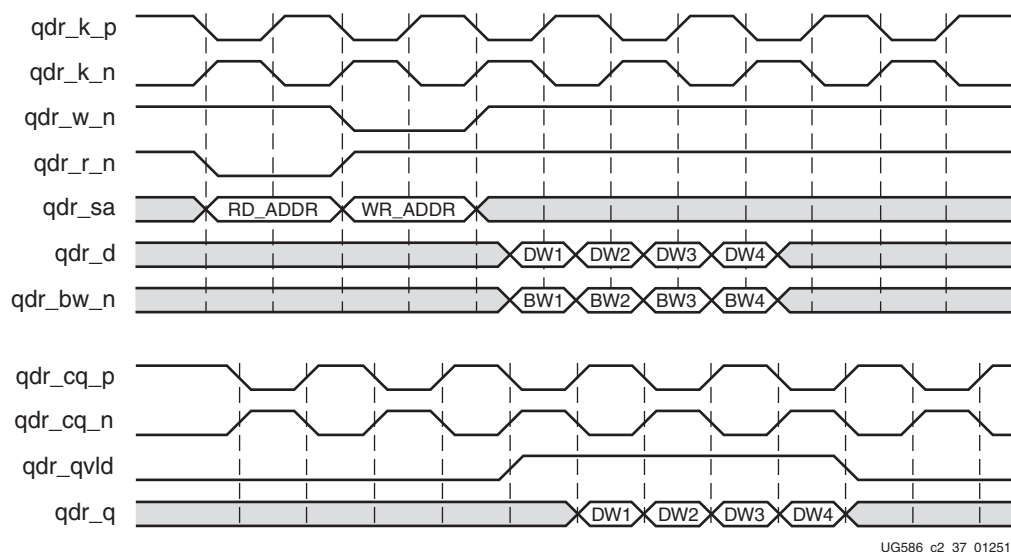 qdr_k_p
qdr_k_n
qdr_w_n
qdr_r_n
qdr_sa RD_ADDR WR_ADDR
qdr_d DW1 DW2 DW3 DW4
qdr_bw_n BW1 BW2 BW3 BW4
qdr_cq_p
qdr_cq_n
qdr_qvld
qdr_q DW1 DW2 DW3 DW4
UG586_c2_37_01251